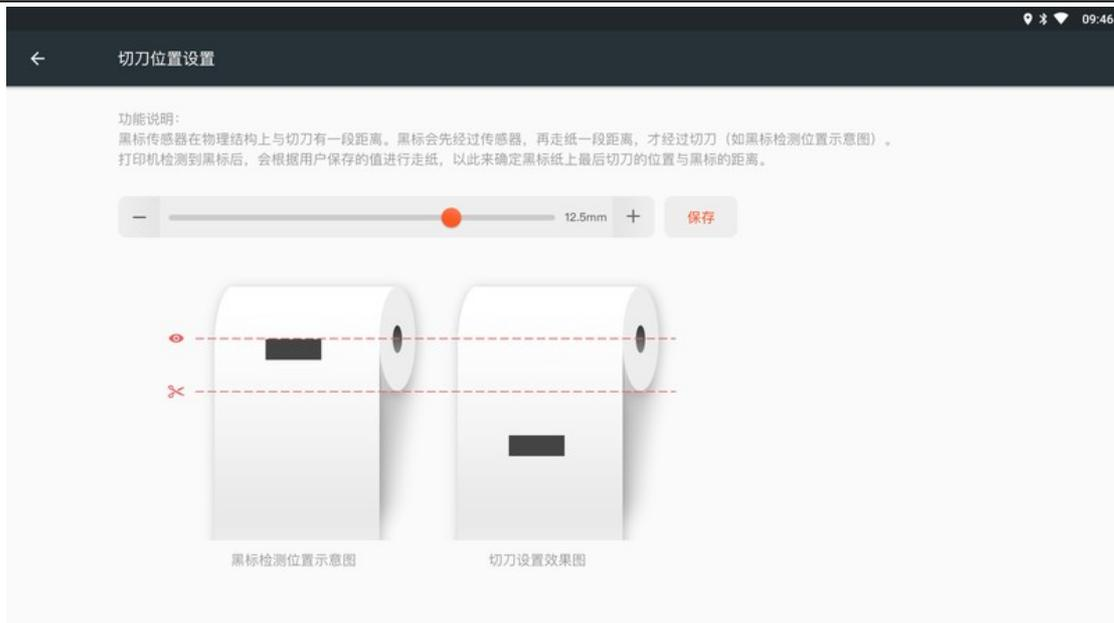 09:46
切刀位置设置
功能说明：
黑标传感器在物理结构上与切刀有一段距离。黑标会先经过传感器，再走纸一段距离，才经过切刀（如黑标检测位置示意图）。
打印机检测到黑标后，会根据用户保存的值进行走纸，以此来确定黑标纸上最后切刀的位置与黑标的距离。
12.5mm 保存
黑标检测位置示意图 切刀设置效果图